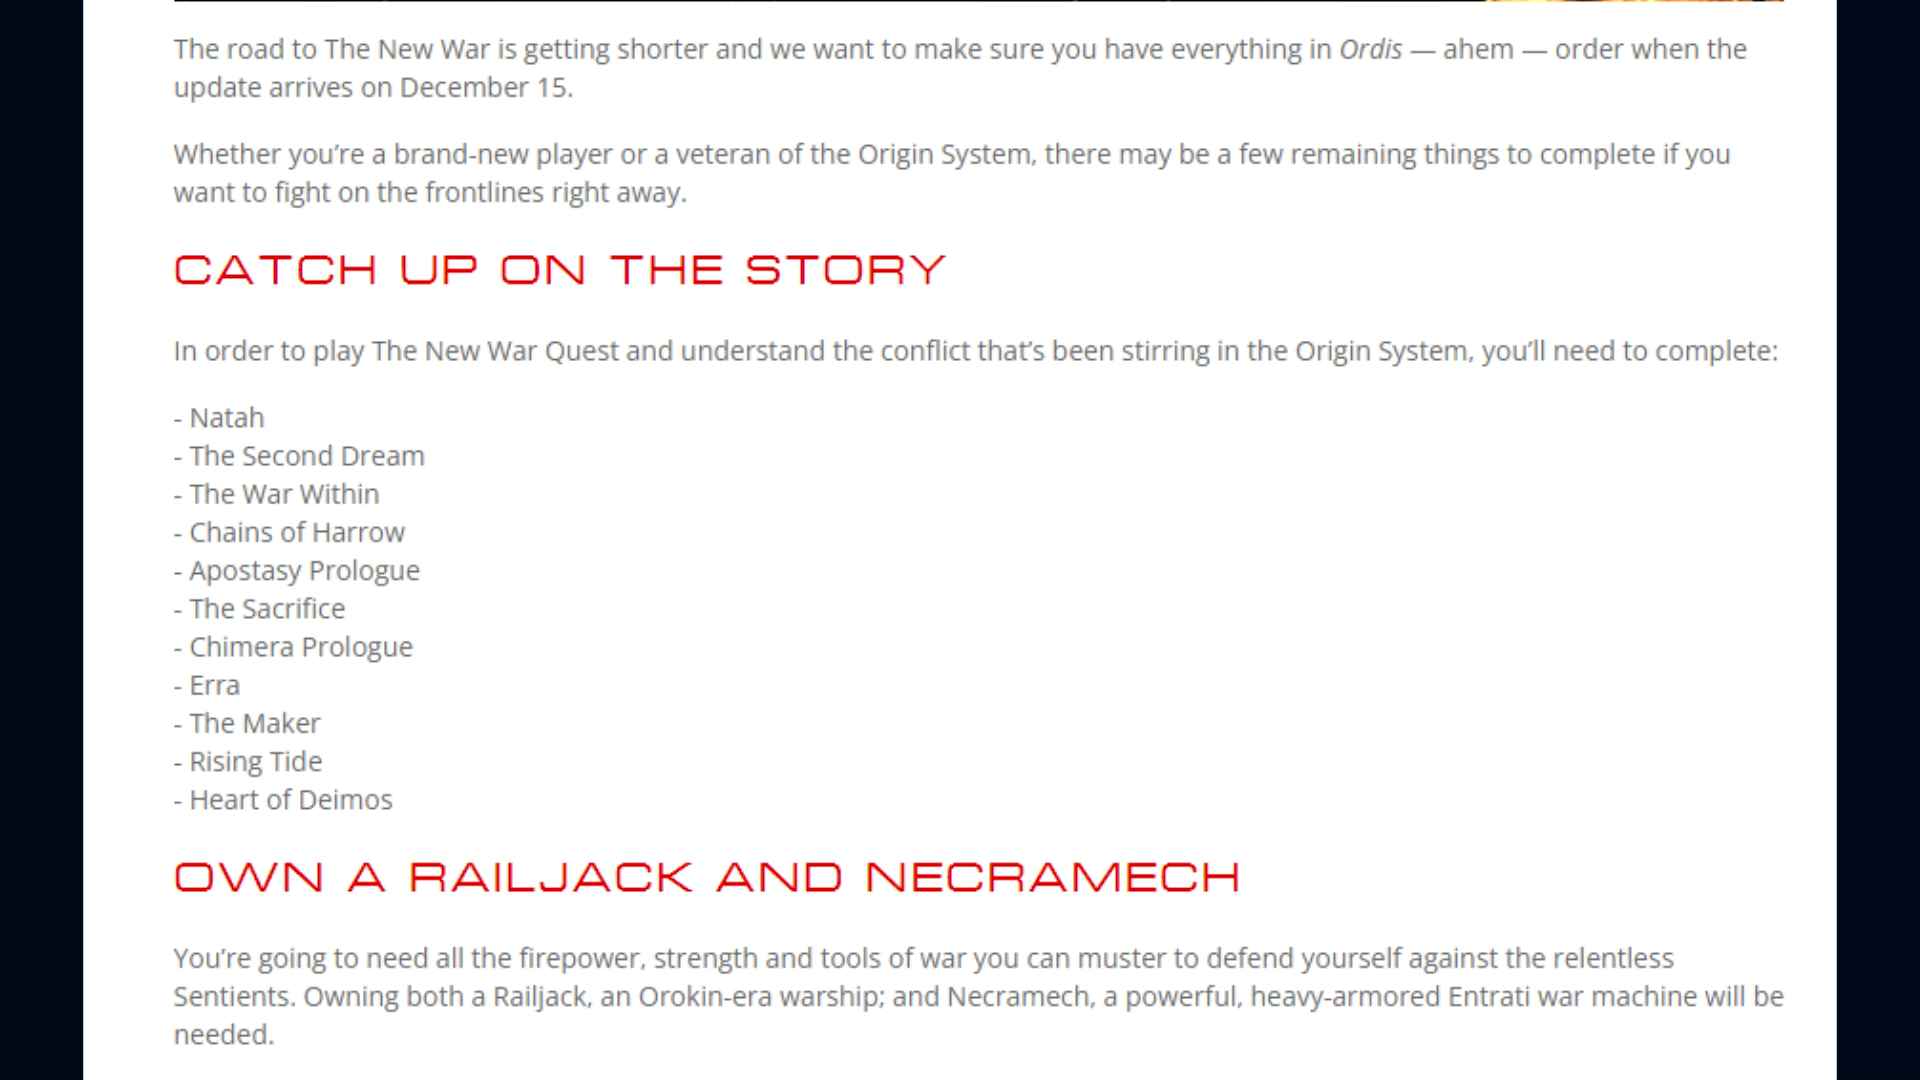 The road to The New War is getting shorter and we want to make sure you have everything in Ordis — ahem — order when the
update arrives on December 15.
Whether you’re a brand-new player or a veteran of the Origin System, there may be a few remaining things to complete if you
want to fight on the frontlines right away.
CATCH UP ON THE STORY
In order to play The New War Quest and understand the conflict that’s been stirring in the Origin System, you’ll need to complete:
- Natah
- The Second Dream
- The War Within
- Chains of Harrow
- Apostasy Prologue
- The Sacrifice
- Chimera Prologue
- Erra
- The Maker
- Rising Tide
- Heart of Deimos
OWN A RAILJACK AND NECRAMECH
You’re going to need all the firepower, strength and tools of war you can muster to defend yourself against the relentless
Sentients. Owning both a Railjack, an Orokin-era warship; and Necramech, a powerful, heavy-armored Entrati war machine will be
needed.